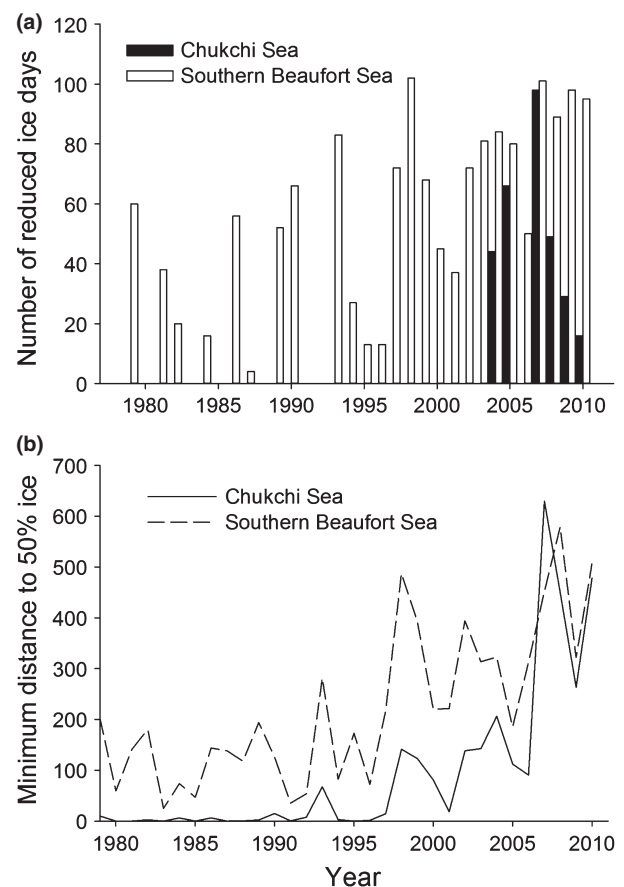 (a)
120
100
80
60
40
20
0
Number of reduced ice days
Chukchi Sea
Southern Beaufort Sea
1980 1985 1990 1995 2000 2005 2010
(b)
700
600
500
400
300
200
100
0
Minimum distance to 50% ice
Chukchi Sea
Southern Beaufort Sea
1980 1985 1990 1995 2000 2005 2010
Year